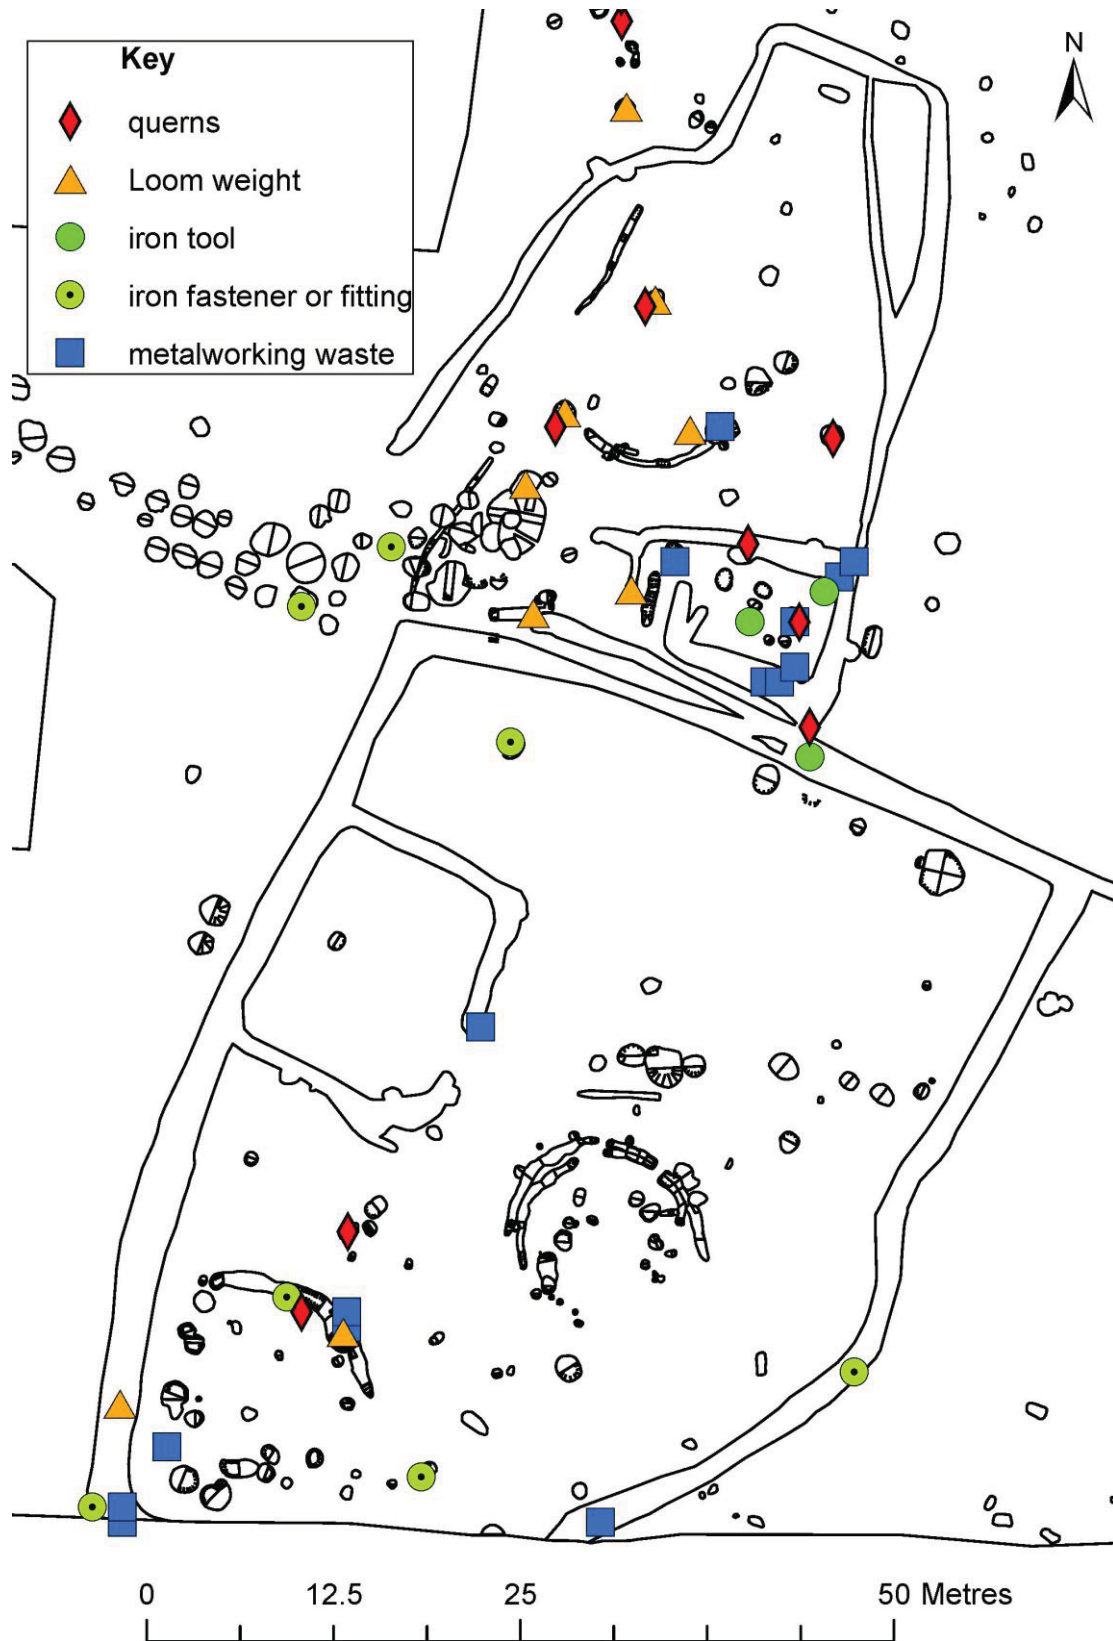 Key
N
querns
Loom weight
iron tool
iron fastener or fitting
metalworking waste
0 12.5 25 50 Metres